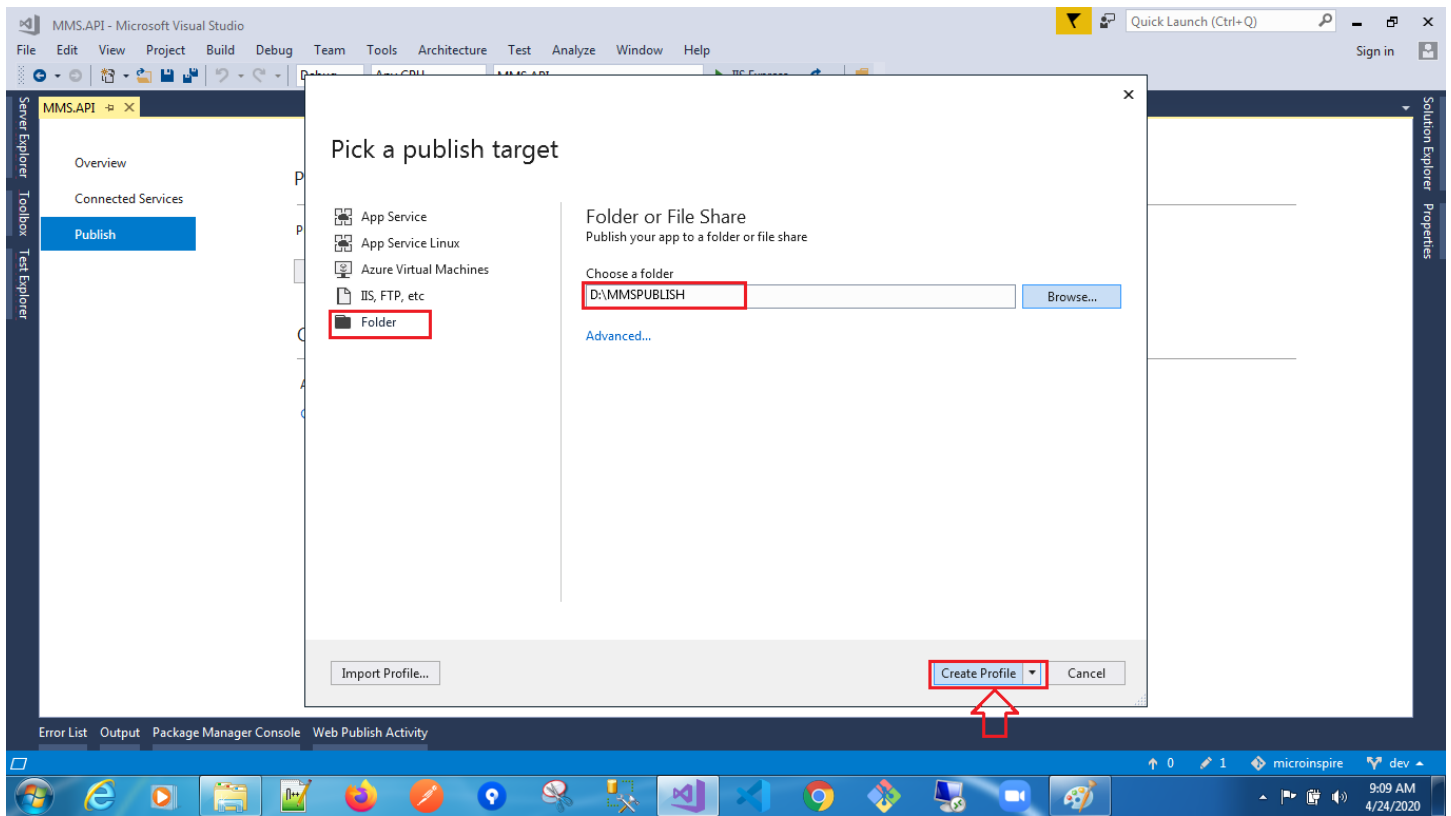 MMS.API - Microsoft Visual Studio
Quick Launch (Ctrl+Q)
File Edit View Project Build Debug Team Tools Architecture Test Analyze Window Help
Sign in
MMS.API
Server Explorer
Toolbox
Test Explorer
Overview
Connected Services
Publish
Pick a publish target
App Service
App Service Linux
Azure Virtual Machines
IIS, FTP, etc
Folder
Folder or File Share
Publish your app to a folder or file share
Choose a folder
D:\MMSPUBLISH
Browse...
Advanced...
Import Profile...
Create Profile
Cancel
Solution Explorer
Properties
Error List Output Package Manager Console Web Publish Activity
0 1 microinspire dev
9:09 AM
4/24/2020